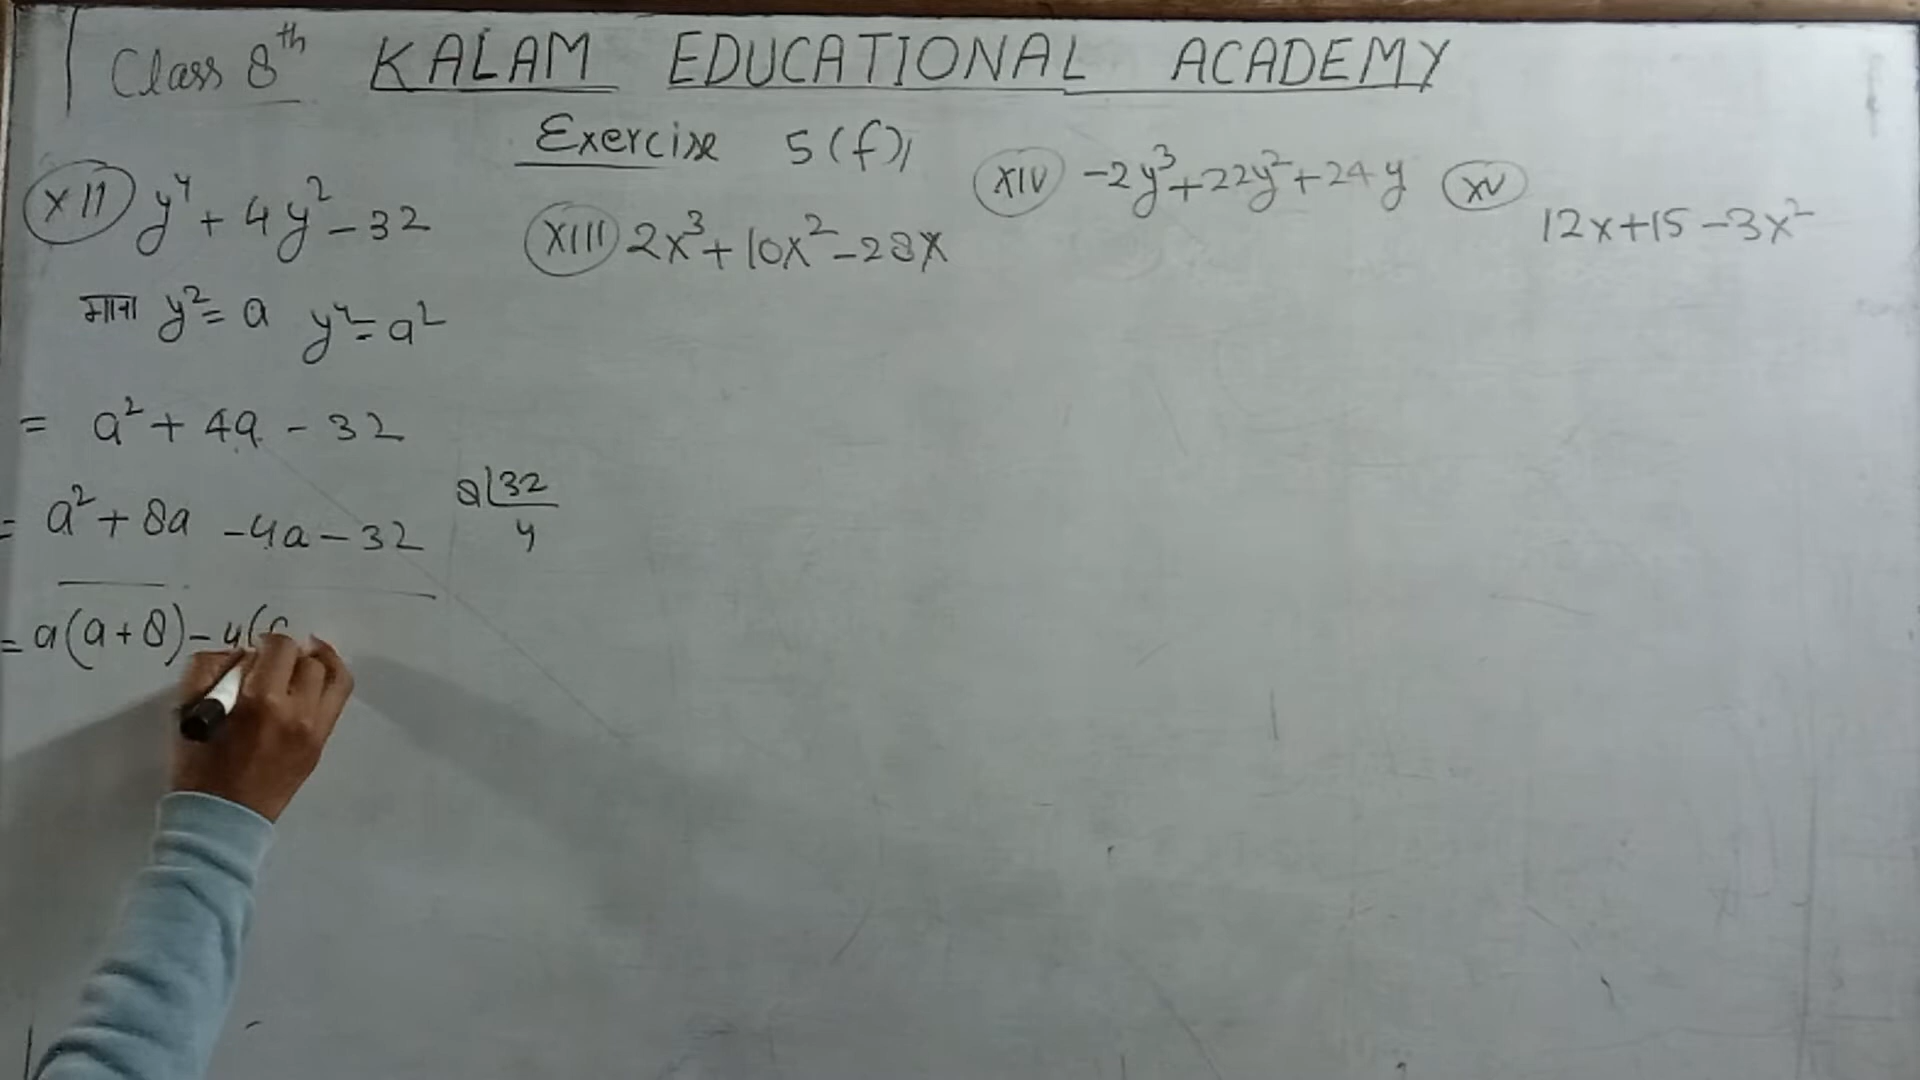 Class 8th KALAM EDUCATIONAL ACADEMY
Exercise 5(f)
XII y⁴ + 4y² - 32
XIII 2x³ + 10x² - 28x
XIV -2y³ + 22y² + 24y
XV 12x + 15 - 3x²
माना y² = a y⁴ = a²
= a² + 4a - 32
= a² + 8a - 4a - 32
8|32
4
= a(a + 8) - 4(